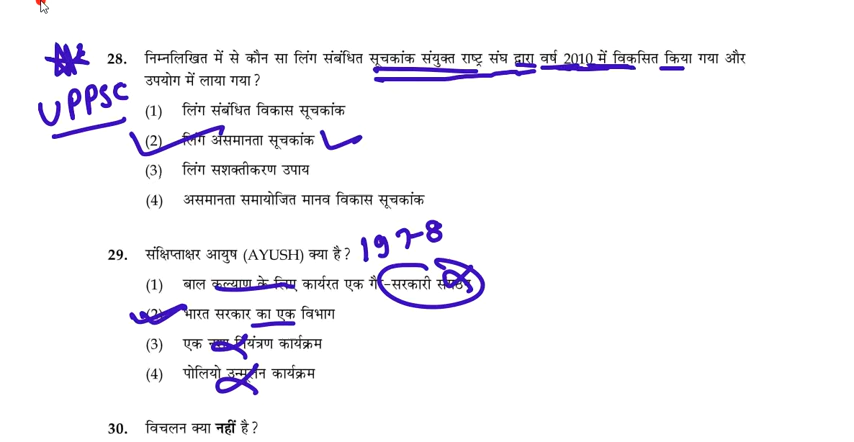 28. निम्नलिखित में से कौन सा लिंग संबंधित सूचकांक संयुक्त राष्ट्र संघ द्वारा वर्ष 2010 में विकसित किया गया और
उपयोग में लाया गया?
UPPSC
(1) लिंग संबंधित विकास सूचकांक
(2) लिंग असमानता सूचकांक
(3) लिंग सशक्तीकरण उपाय
(4) असमानता समायोजित मानव विकास सूचकांक
29. संक्षिप्ताक्षर आयुष (AYUSH) क्या है? 197-8
(1) बाल कल्याण के लिए कार्यरत एक गैर-सरकारी
(2) भारत सरकार का एक विभाग
(3) एक नियंत्रण कार्यक्रम
(4) पोलियो उन्मूलन कार्यक्रम
30. विचलन क्या नहीं है?